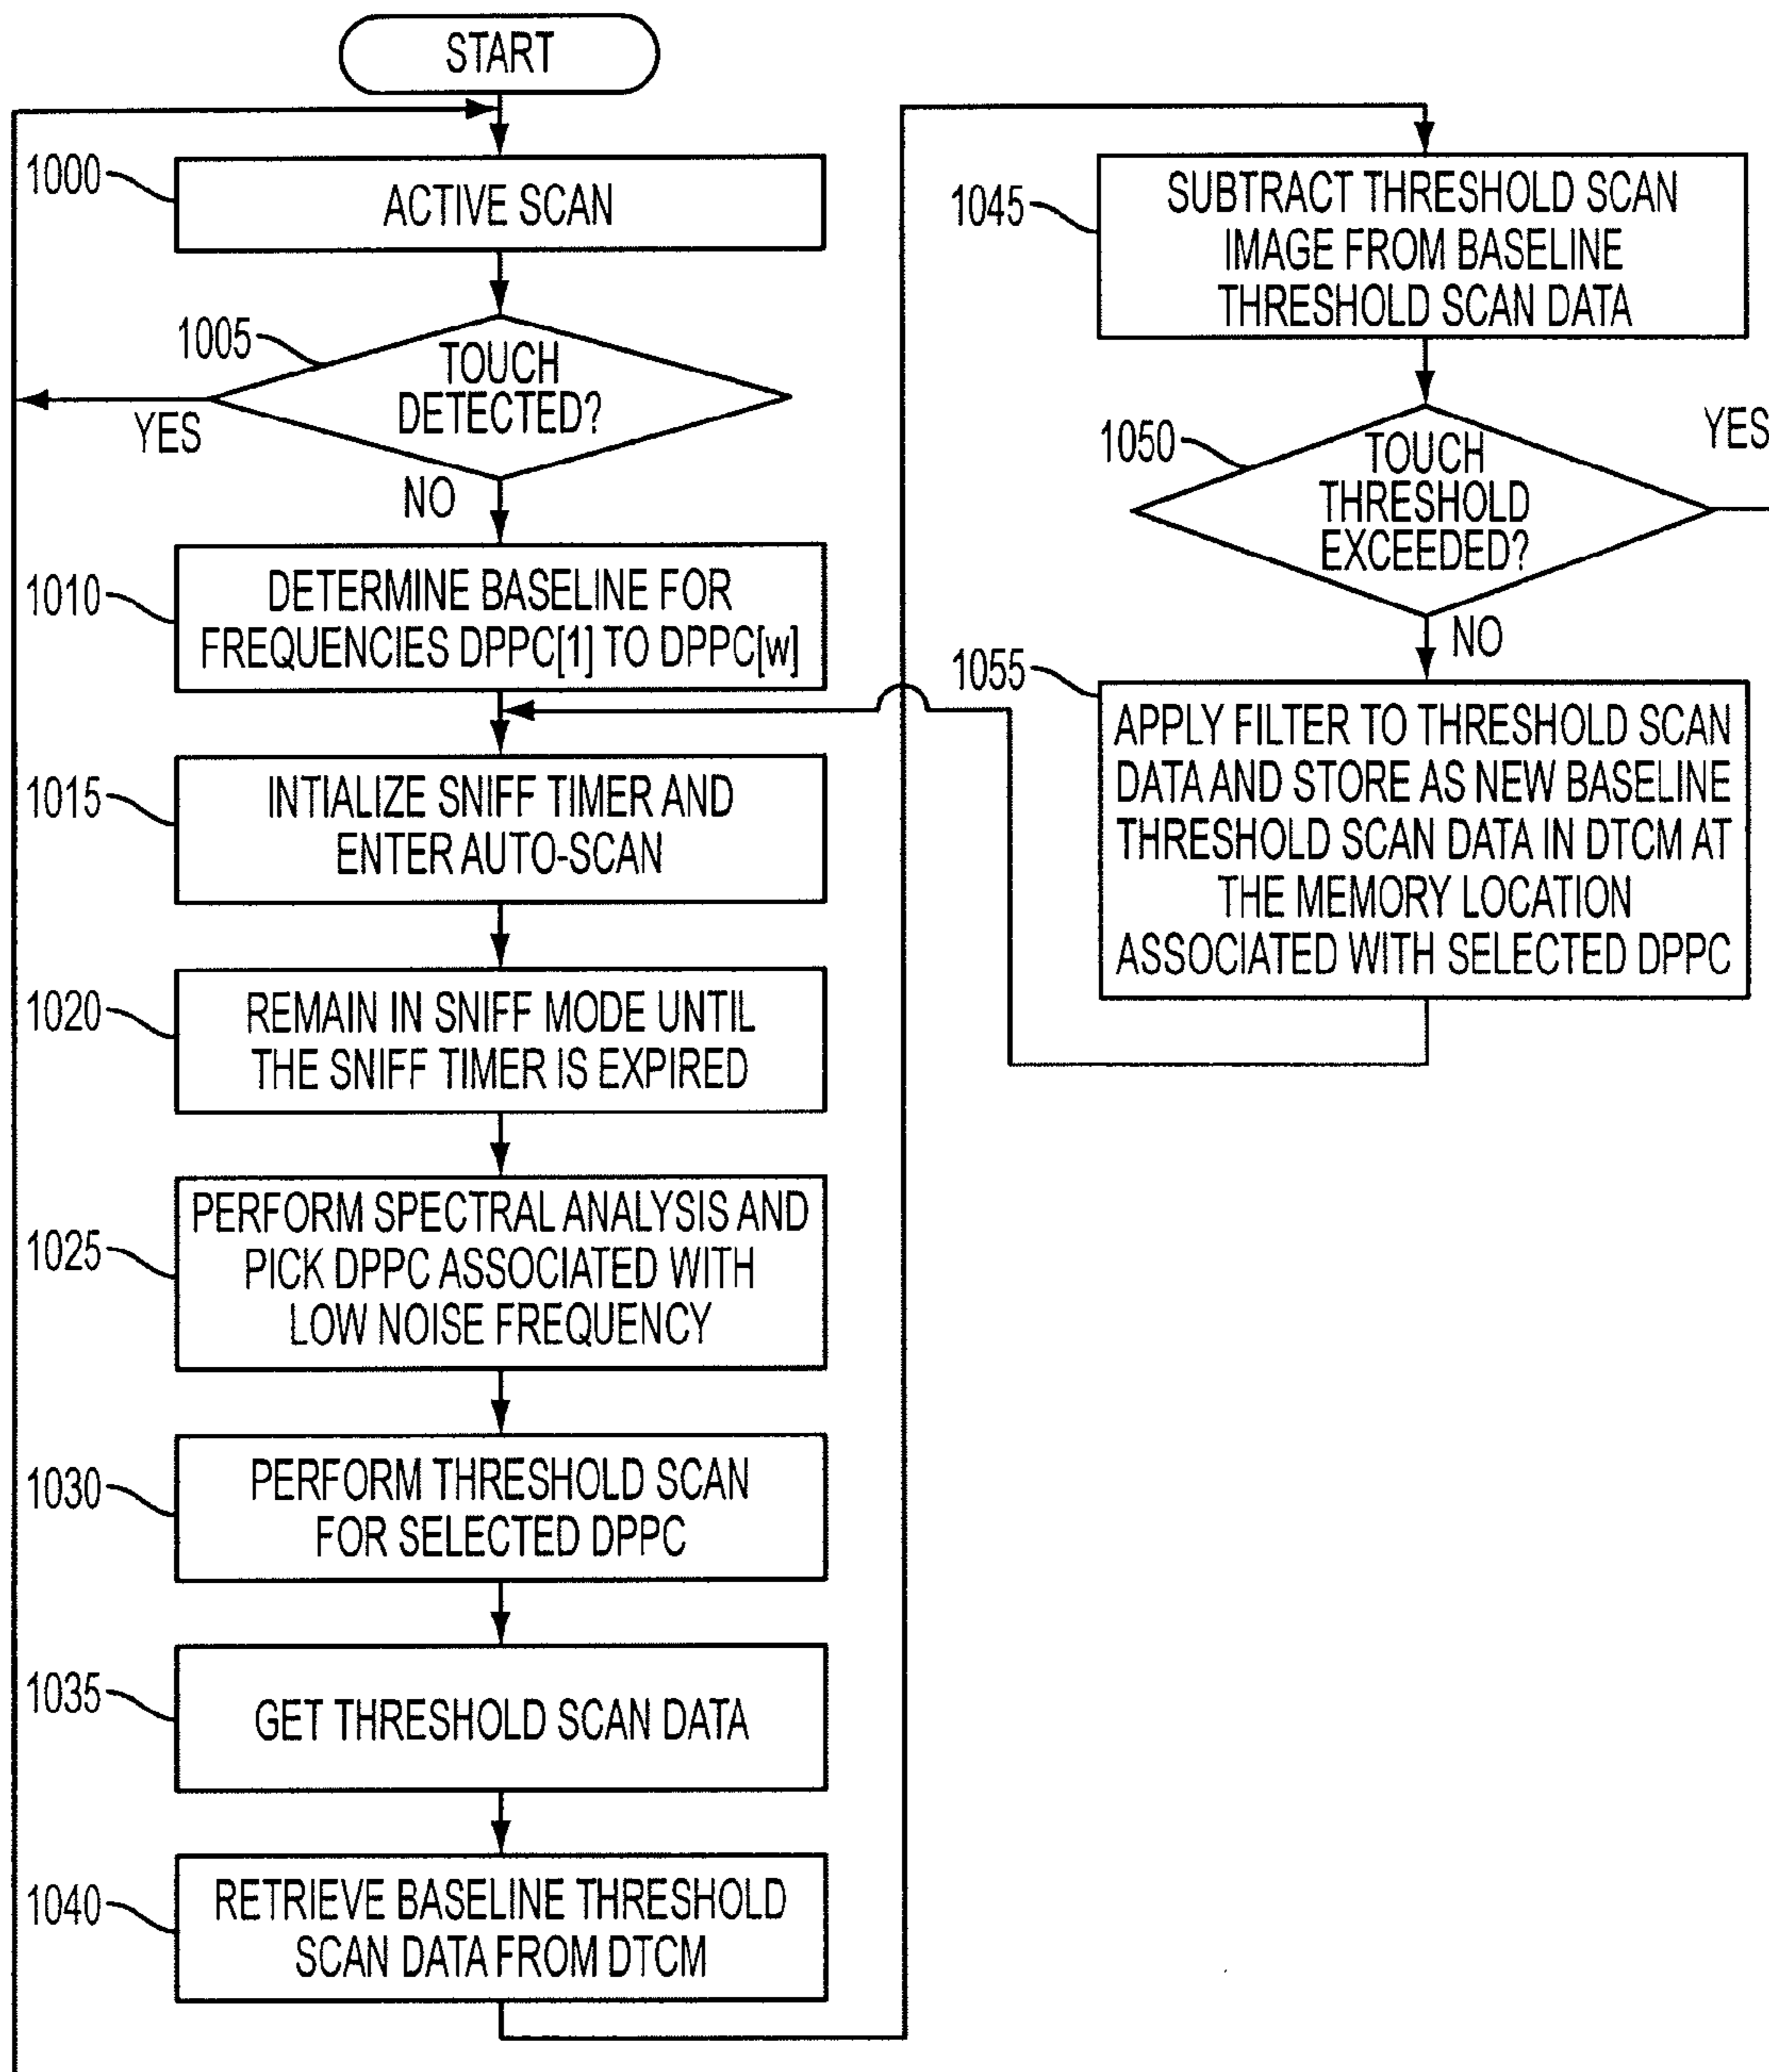 START
1000
ACTIVE SCAN
1005
TOUCH
DETECTED?
YES
NO
1010
DETERMINE BASELINE FOR
FREQUENCIES DPPC[1] TO DPPC[w]
1015
INTIALIZE SNIFF TIMER AND
ENTER AUTO-SCAN
1020
REMAIN IN SNIFF MODE UNTIL
THE SNIFF TIMER IS EXPIRED
1025
PERFORM SPECTRAL ANALYSIS AND
PICK DPPC ASSOCIATED WITH
LOW NOISE FREQUENCY
1030
PERFORM THRESHOLD SCAN
FOR SELECTED DPPC
1035
GET THRESHOLD SCAN DATA
1040
RETRIEVE BASELINE THRESHOLD
SCAN DATA FROM DTCM
1045
SUBTRACT THRESHOLD SCAN
IMAGE FROM BASELINE
THRESHOLD SCAN DATA
1050
TOUCH
THRESHOLD
EXCEEDED?
YES
NO
1055
APPLY FILTER TO THRESHOLD SCAN
DATA AND STORE AS NEW BASELINE
THRESHOLD SCAN DATA IN DTCM AT
THE MEMORY LOCATION
ASSOCIATED WITH SELECTED DPPC